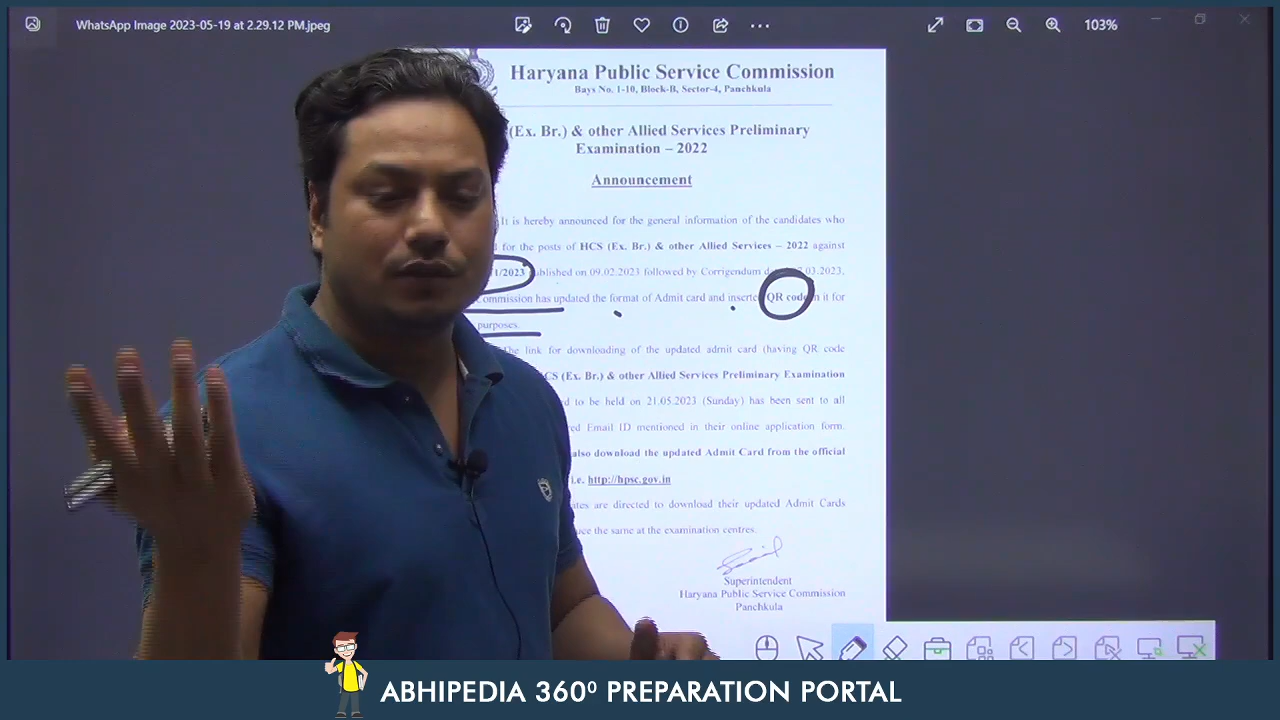 WhatsApp Image 2023-05-19 at 2.29.12 PM.jpeg
103%
Haryana Public Service Commission
Bays No. 1-10, Block-B, Sector-4, Panchkula
(Ex. Br.) & other Allied Services Preliminary
Examination – 2022
Announcement
It is hereby announced for the general information of the candidates who
for the posts of HCS (Ex. Br.) & other Allied Services – 2022 against
1/2023 published on 09.02.2023 followed by Corrigendum .03.2023,
Commission has updated the format of Admit card and inserted QR code in it for
purposes.
The link for downloading of the updated admit card (having QR code
CS (Ex. Br.) & other Allied Services Preliminary Examination
to be held on 21.05.2023 (Sunday) has been sent to all
Email ID mentioned in their online application form.
also download the updated Admit Card from the official
i.e. http://hpsc.gov.in
are directed to download their updated Admit Cards
the same at the examination centres.
Superintendent
Haryana Public Service Commission
Panchkula
ABHIPEDIA 360⁰ PREPARATION PORTAL